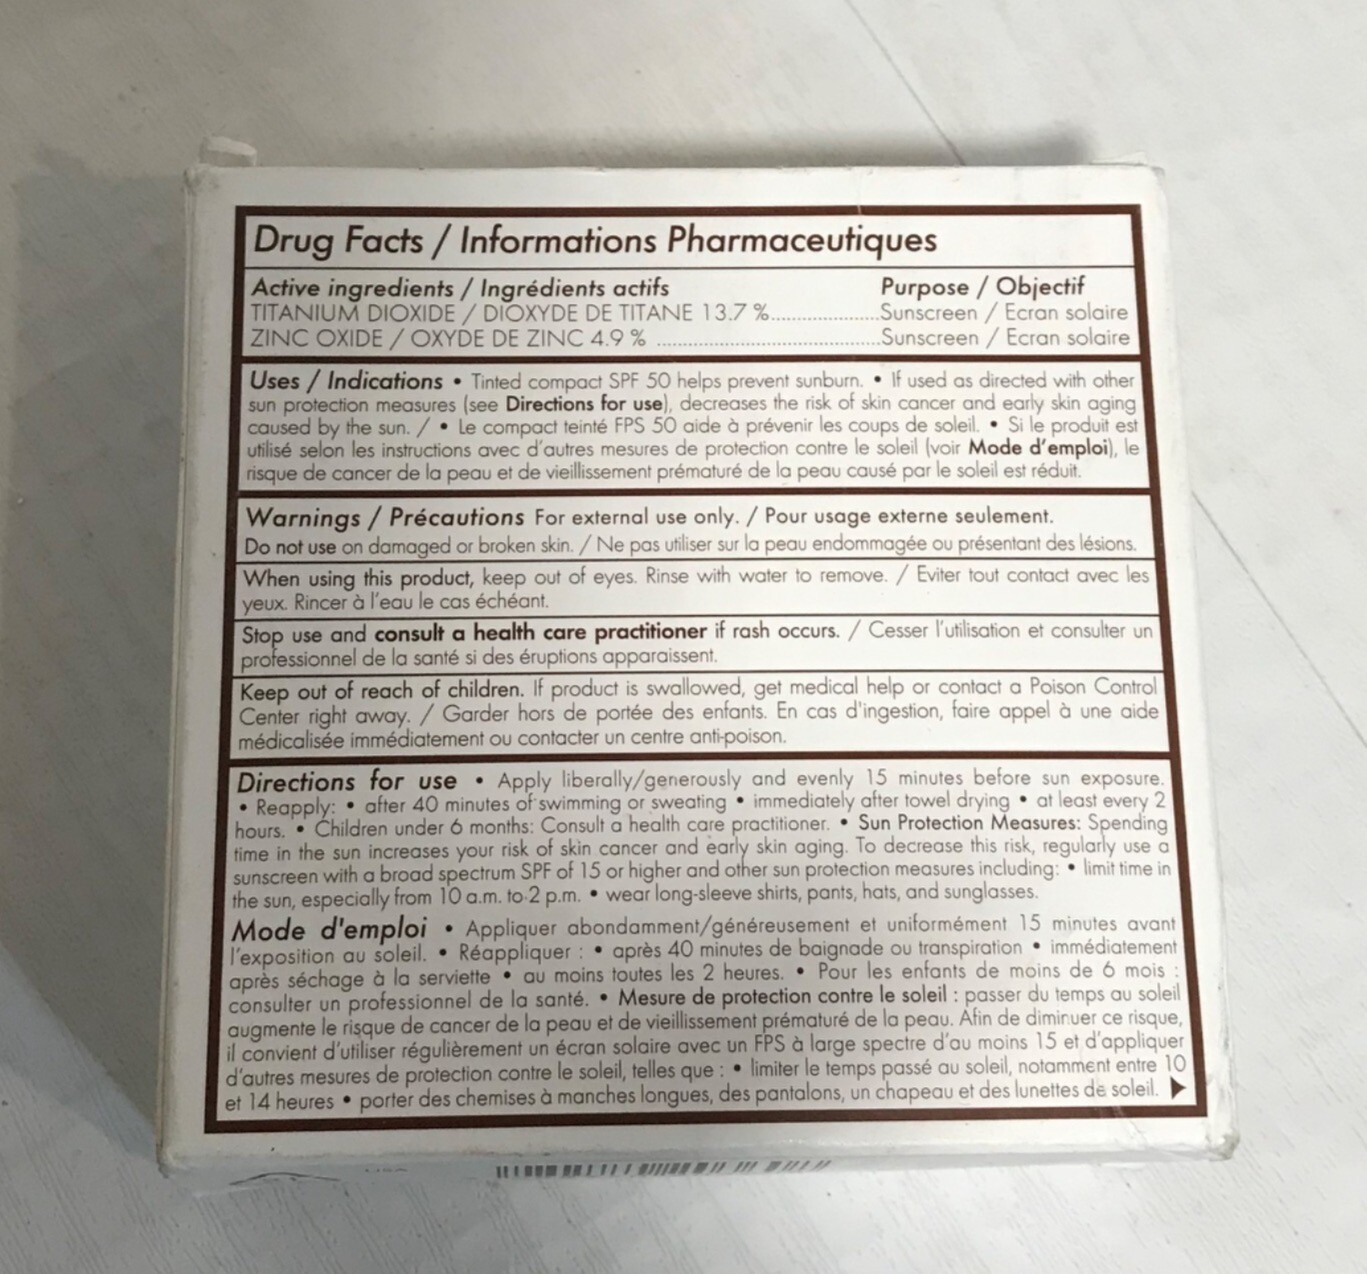 Drug Facts / Informations Pharmaceutiques
Active ingredients / Ingrédients actifs Purpose / Objectif
TITANIUM DIOXIDE / DIOXYDE DE TITANE 13.7 %....................Sunscreen / Ecran solaire
ZINC OXIDE / OXYDE DE ZINC 4.9 % .........................................Sunscreen / Ecran solaire
Uses / Indications • Tinted compact SPF 50 helps prevent sunburn. • If used as directed with other
sun protection measures (see Directions for use), decreases the risk of skin cancer and early skin aging
caused by the sun. / • Le compact teinté FPS 50 aide à prévenir les coups de soleil. • Si le produit est
utilisé selon les instructions avec d'autres mesures de protection contre le soleil (voir Mode d'emploi), le
risque de cancer de la peau et de vieillissement prématuré de la peau causé par le soleil est réduit.
Warnings / Précautions For external use only. / Pour usage externe seulement.
Do not use on damaged or broken skin. / Ne pas utiliser sur la peau endommagée ou présentant des lésions.
When using this product, keep out of eyes. Rinse with water to remove. / Eviter tout contact avec les
yeux. Rincer à l'eau le cas échéant.
Stop use and consult a health care practitioner if rash occurs. / Cesser l'utilisation et consulter un
professionnel de la santé si des éruptions apparaissent.
Keep out of reach of children. If product is swallowed, get medical help or contact a Poison Control
Center right away. / Garder hors de portée des enfants. En cas d'ingestion, faire appel à une aide
médicalisée immédiatement ou contacter un centre anti-poison.
Directions for use • Apply liberally/generously and evenly 15 minutes before sun exposure.
• Reapply: • after 40 minutes of swimming or sweating • immediately after towel drying • at least every 2
hours. • Children under 6 months: Consult a health care practitioner. • Sun Protection Measures: Spending
time in the sun increases your risk of skin cancer and early skin aging. To decrease this risk, regularly use a
sunscreen with a broad spectrum SPF of 15 or higher and other sun protection measures including: • limit time in
the sun, especially from 10 a.m. to 2 p.m. • wear long-sleeve shirts, pants, hats, and sunglasses.
Mode d'emploi • Appliquer abondamment/généreusement et uniformément 15 minutes avant
l'exposition au soleil. • Réappliquer : • après 40 minutes de baignade ou transpiration • immédiatement
après séchage à la serviette • au moins toutes les 2 heures. • Pour les enfants de moins de 6 mois :
consulter un professionnel de la santé. • Mesure de protection contre le soleil : passer du temps au soleil
augmente le risque de cancer de la peau et de vieillissement prématuré de la peau. Afin de diminuer ce risque,
il convient d'utiliser régulièrement un écran solaire avec un FPS à large spectre d'au moins 15 et d'appliquer
d'autres mesures de protection contre le soleil, telles que : • limiter le temps passé au soleil, notamment entre 10
et 14 heures • porter des chemises à manches longues, des pantalons, un chapeau et des lunettes de soleil.